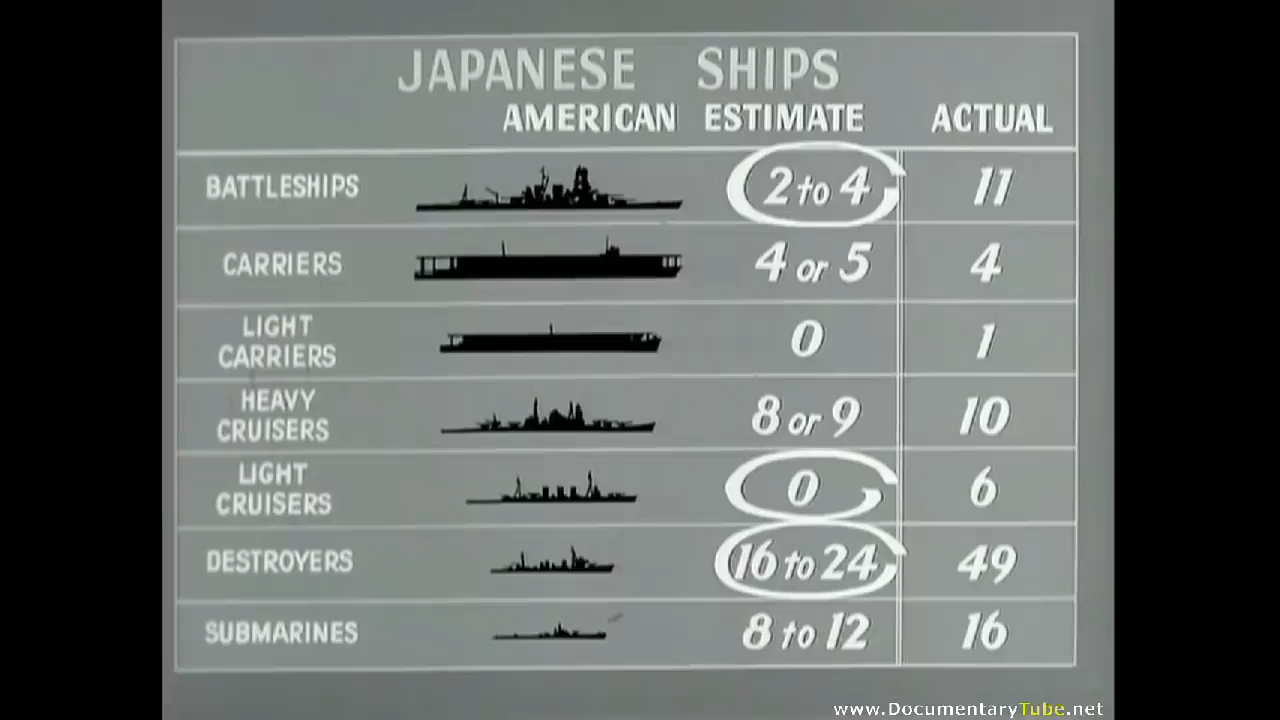 JAPANESE SHIPS
AMERICAN ESTIMATE ACTUAL
BATTLESHIPS 2 to 4 11
CARRIERS 4 or 5 4
LIGHT
CARRIERS 0 1
HEAVY
CRUISERS 8 or 9 10
LIGHT
CRUISERS 0 6
DESTROYERS 16 to 24 49
SUBMARINES 8 to 12 16
www.DocumentaryTube.net